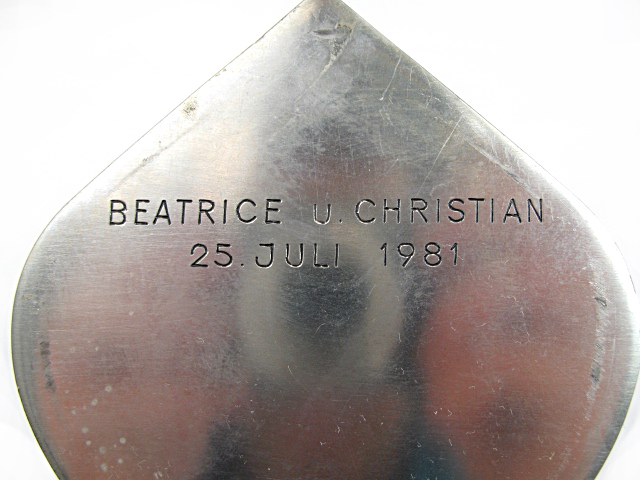 BEATRICE U. CHRISTIAN
25. JULI 1981